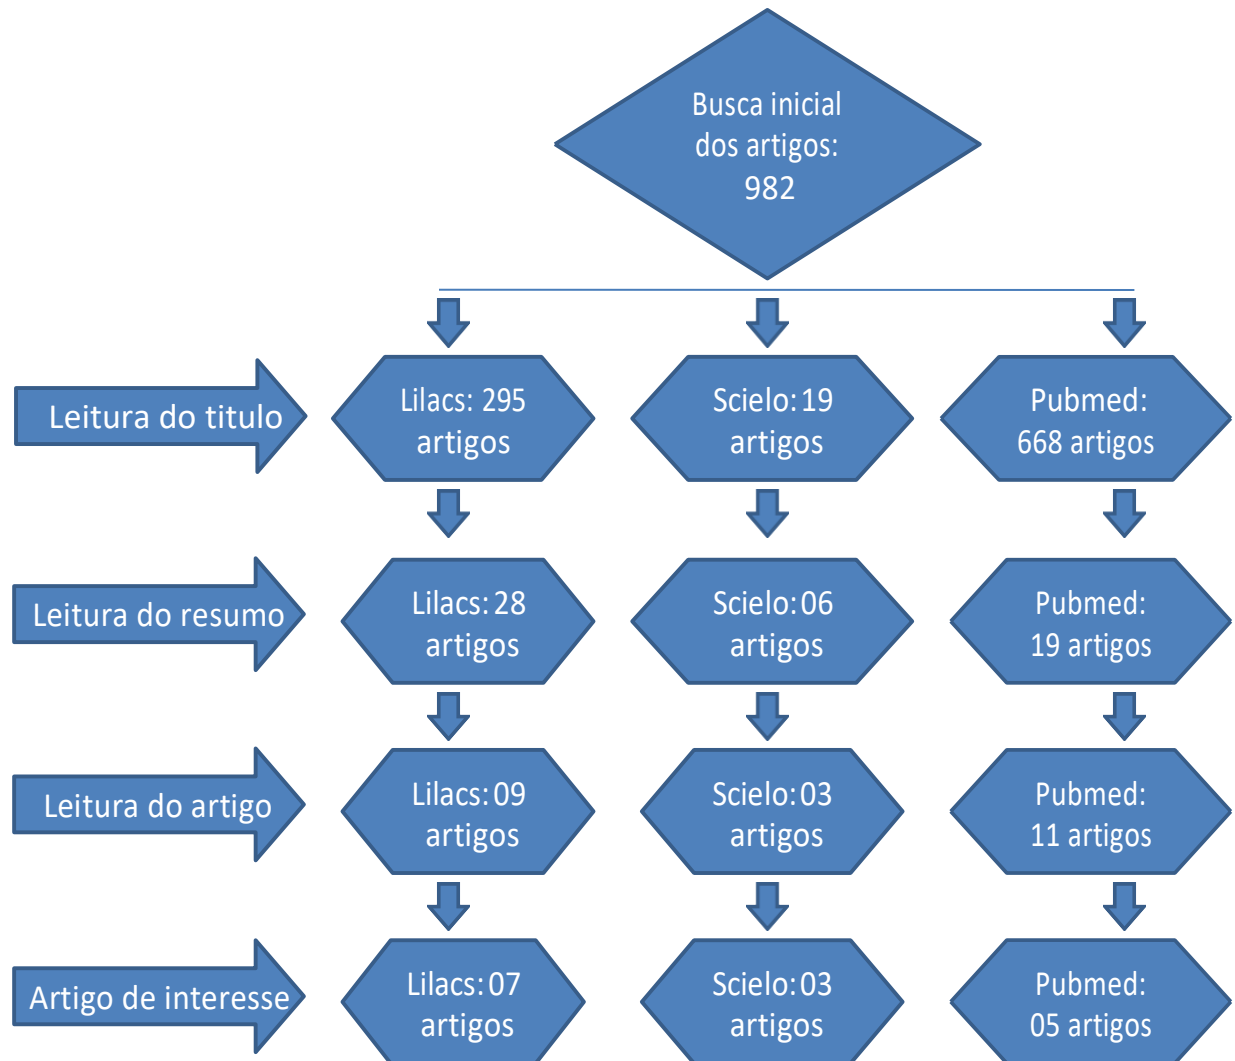 Busca inicial
dos artigos:
982
Leitura do titulo
Lilacs: 295
artigos
Scielo: 19
artigos
Pubmed:
668 artigos
Leitura do resumo
Lilacs: 28
artigos
Scielo: 06
artigos
Pubmed:
19 artigos
Leitura do artigo
Lilacs: 09
artigos
Scielo: 03
artigos
Pubmed:
11 artigos
Artigo de interesse
Lilacs: 07
artigos
Scielo: 03
artigos
Pubmed:
05 artigos